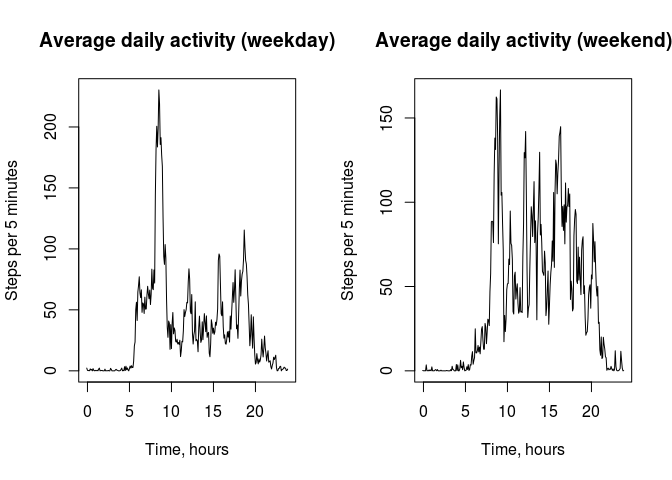 Average daily activity (weekday)
Steps per 5 minutes
200
150
100
50
0
0 5 10 15 20
Time, hours
Average daily activity (weekend)
Steps per 5 minutes
150
100
50
0
0 5 10 15 20
Time, hours